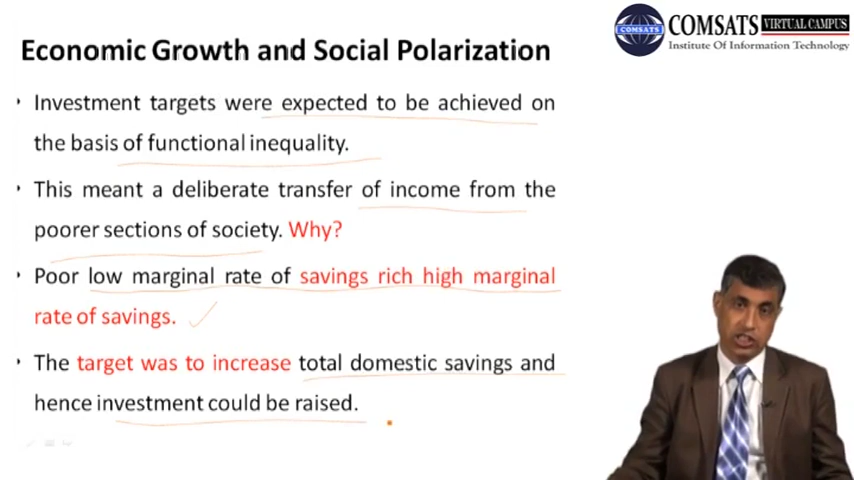 COMSATS VIRTUAL CAMPUS
Institute Of Information Technology
COMSATS
Economic Growth and Social Polarization
Investment targets were expected to be achieved on
the basis of functional inequality.
This meant a deliberate transfer of income from the
poorer sections of society. Why?
Poor low marginal rate of savings rich high marginal
rate of savings.
The target was to increase total domestic savings and
hence investment could be raised.